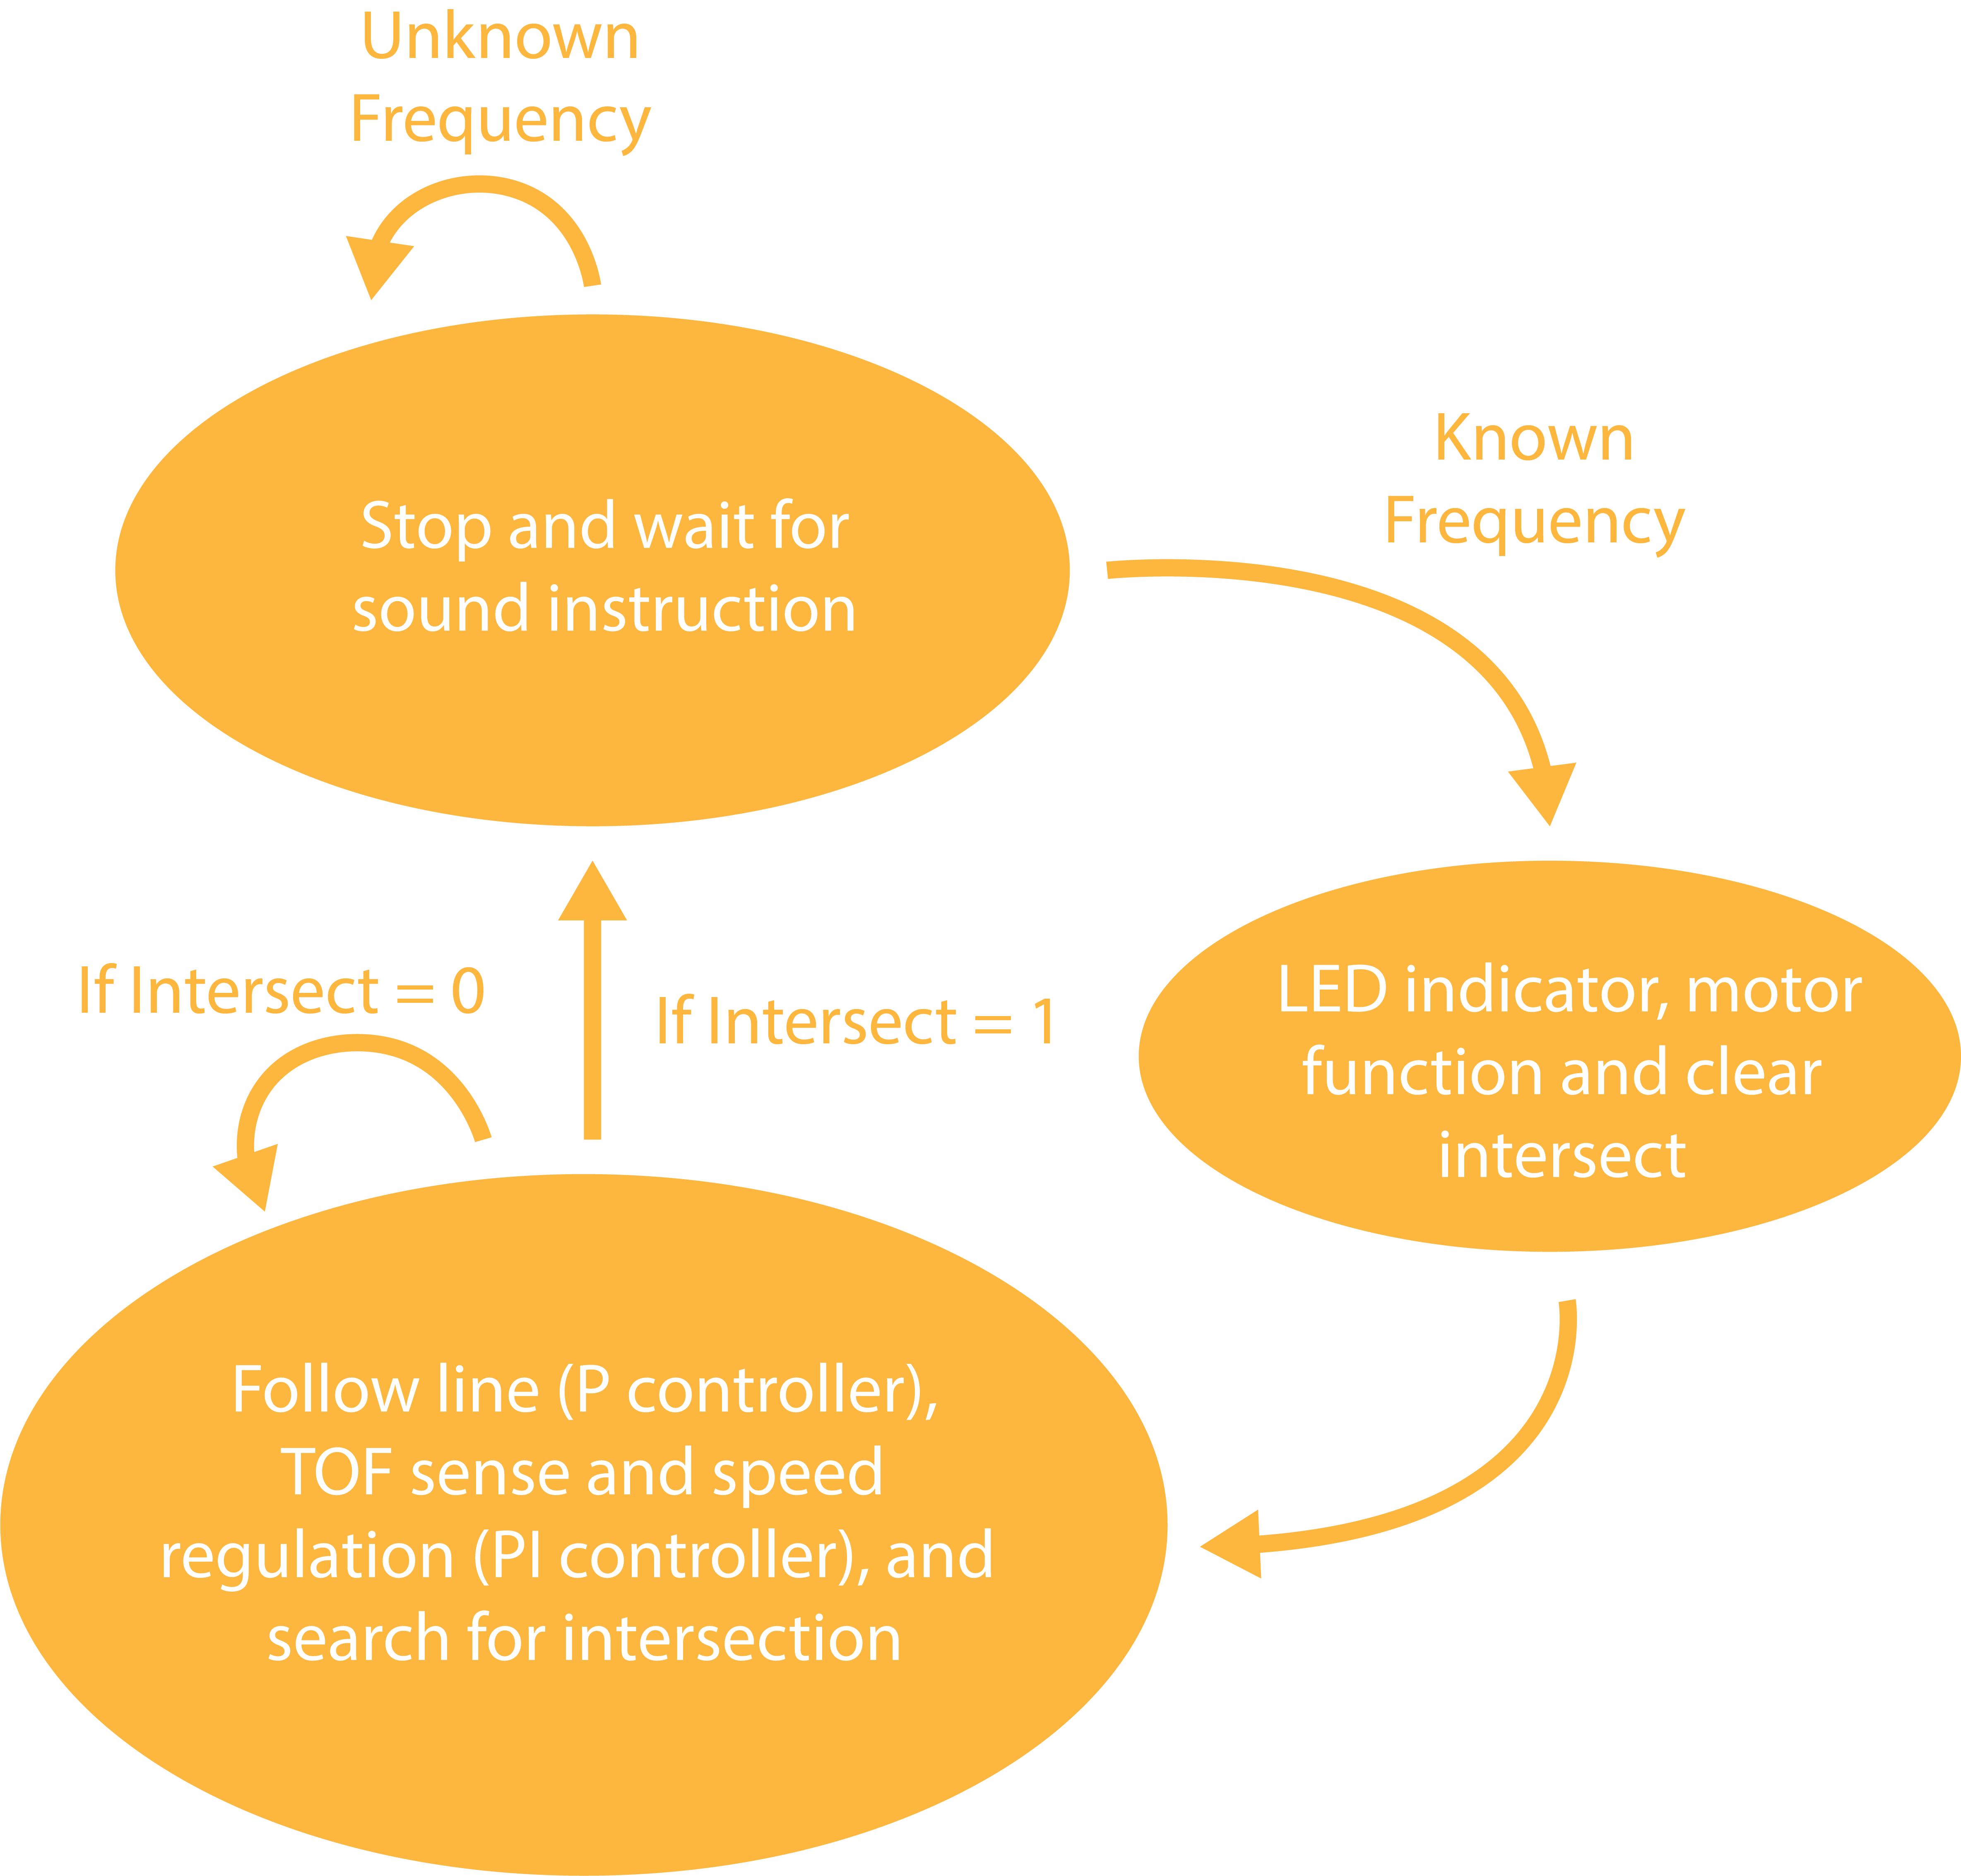 Unknown
Frequency
Stop and wait for
sound instruction
Known
Frequency
If Intersect = 0
If Intersect = 1
LED indicator, motor
function and clear
intersect
Follow line (P controller),
TOF sense and speed
regulation (PI controller), and
search for intersection